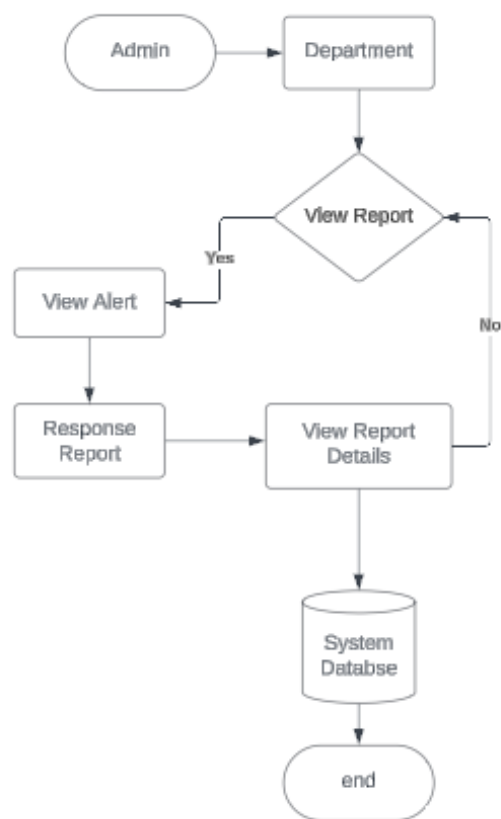 Admin
Department
View Report
Yes
View Alert
No
Response
Report
View Report
Details
System
Databse
end